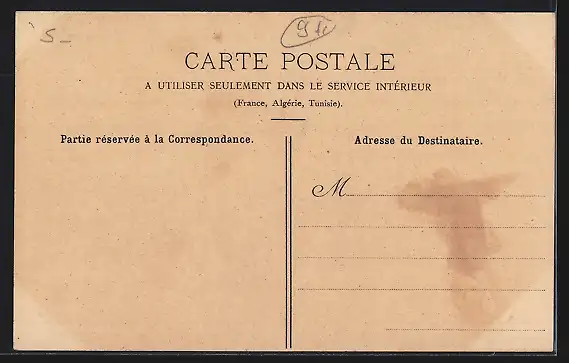 5-
CARTE POSTALE
A UTILISER SEULEMENT DANS LE SERVICE INTÉRIEUR
(France, Algérie, Tunisie).
Partie réservée à la Correspondance.
Adresse du Destinataire.
M